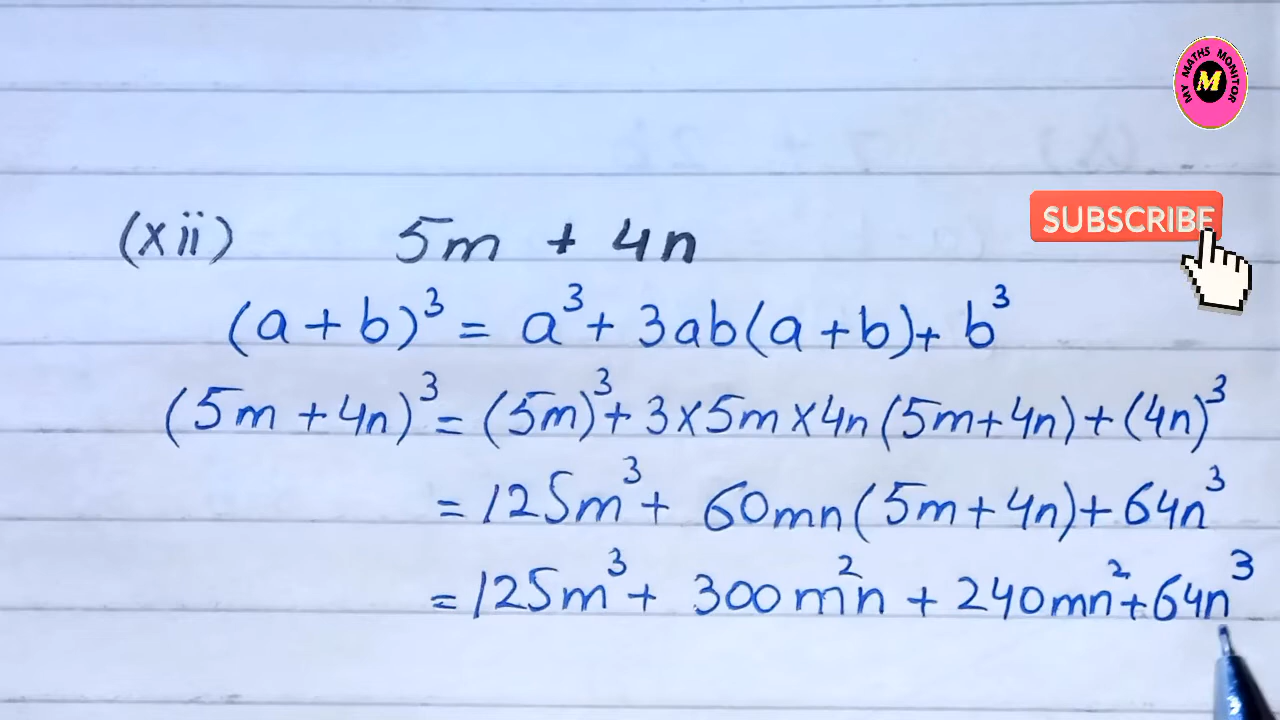 MY MATHS MONITOR
M
SUBSCRIBE
(xii) 5m + 4n
(a + b)³ = a³ + 3ab(a + b) + b³
(5m + 4n)³ = (5m)³ + 3 × 5m × 4n (5m + 4n) + (4n)³
= 125m³ + 60mn (5m + 4n) + 64n³
= 125m³ + 300m²n + 240mn² + 64n³